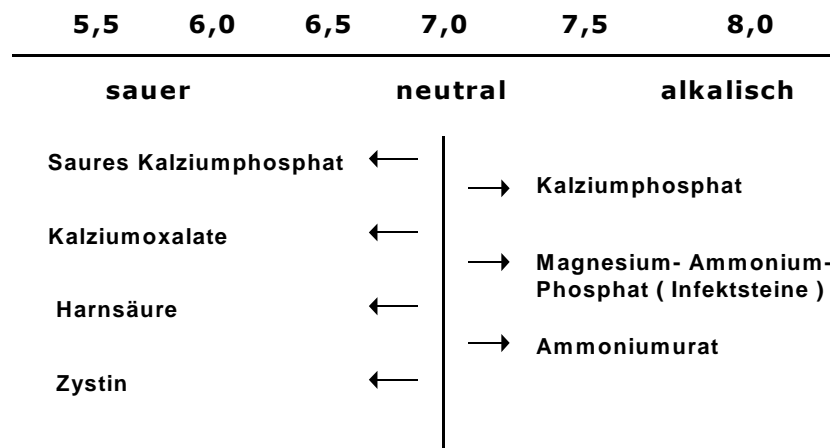 5,5 6,0 6,5 7,0 7,5 8,0
sauer neutral alkalisch
Saures Kalziumphosphat
Kalziumphosphat
Kalziumoxalate
Magnesium- Ammonium-
Phosphat ( Infektsteine )
Harnsäure
Ammoniumurat
Zystin